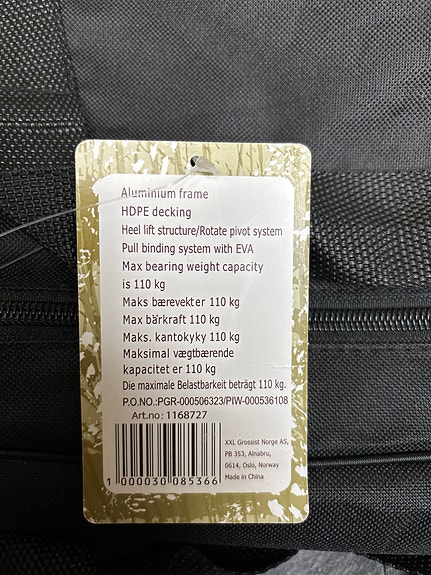 Aluminium frame
HDPE decking
Heel lift structure/Rotate pivot system
Pull binding system with EVA
Max bearing weight capacity
is 110 kg
Maks bærevekter 110 kg
Max bärkraft 110 kg
Maks. kantokyky 110 kg
Maksimal vægtbærende
kapacitet er 110 kg
Die maximale Belastbarkeit beträgt 110 kg.
P.O.NO.:PGR-000506323/PIW-000536108
Art.no: 1168727
XXL Grossist Norge AS,
PB 353, Alnabru,
0614, Oslo, Norway
Made in China
1 000030 085366